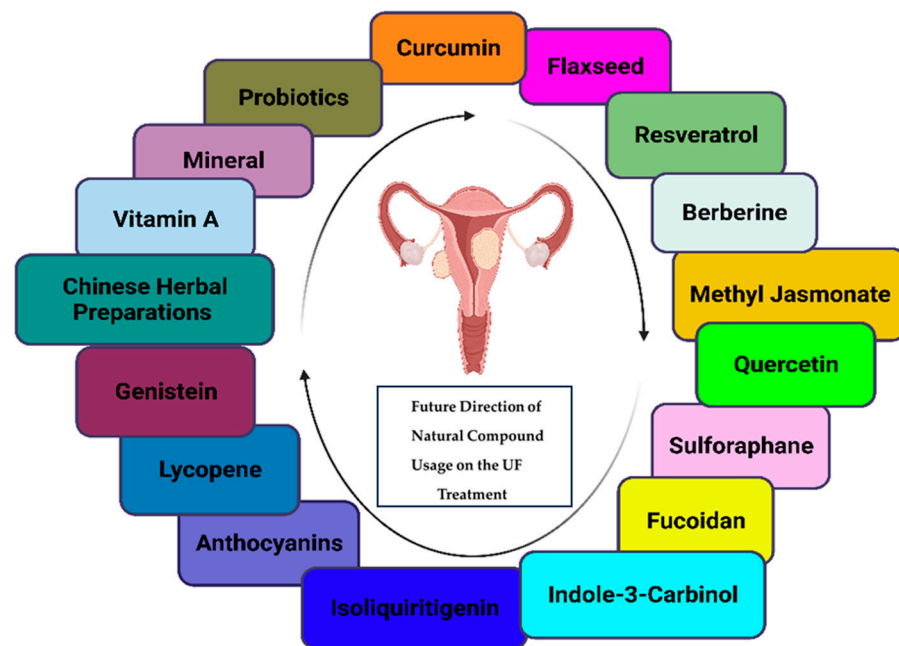 Curcumin
Flaxseed
Resveratrol
Berberine
Methyl Jasmonate
Quercetin
Sulforaphane
Fucoidan
Indole-3-Carbinol
Isoliquiritigenin
Anthocyanins
Lycopene
Genistein
Chinese Herbal
Preparations
Vitamin A
Mineral
Probiotics
Future Direction of
Natural Compound
Usage on the UF
Treatment